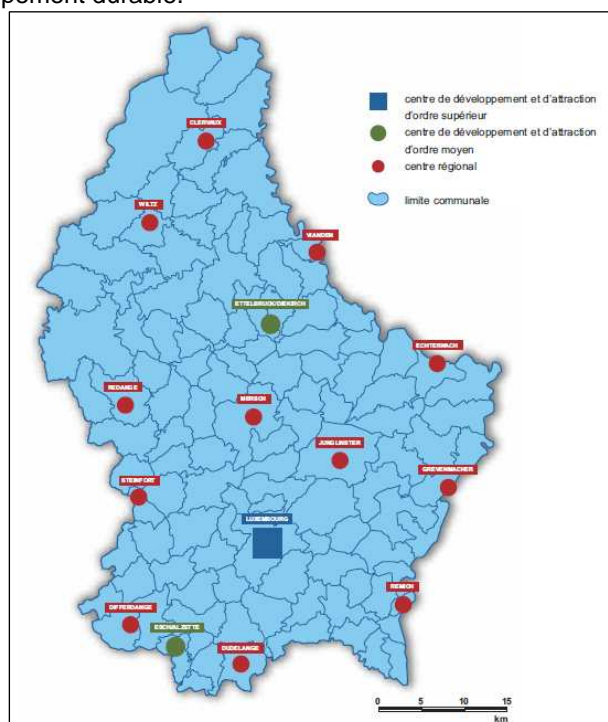 pement durable.
centre de développement et d'attraction
d'ordre supérieur
centre de développement et d'attraction
d'ordre moyen
centre régional
limite communale
CLERVAUX
WILTZ
VIANDEN
ETTELBRUCK/DIEKIRCH
ECHTERNACH
REDANGE
MERSCH
JUNGLINSTER
GREVENMACHER
STEINFORT
LUXEMBOURG
REMICH
DIFFERDANGE
ESCH/ALZETTE
DUDELANGE
0 5 10 15
km